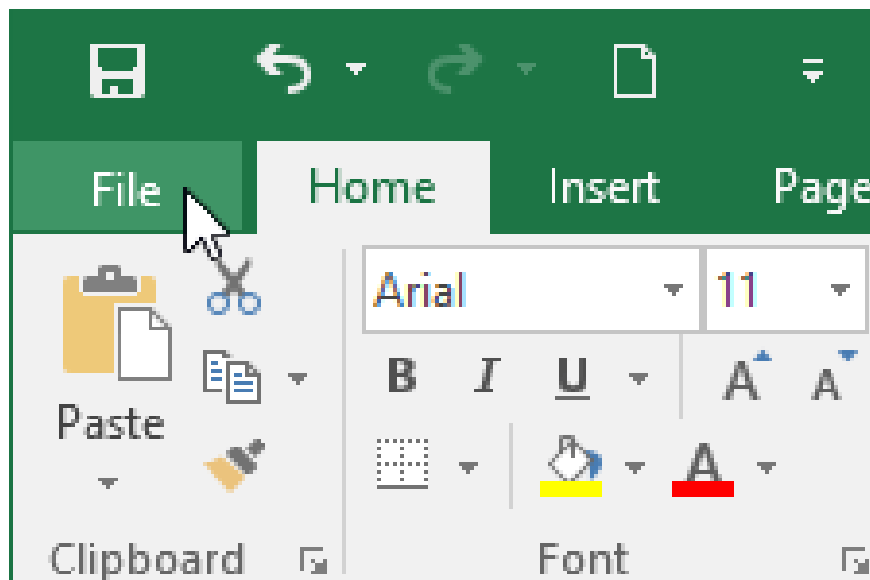 File Home Insert Page
Arial 11
B I U A A
Paste
A
Clipboard Font